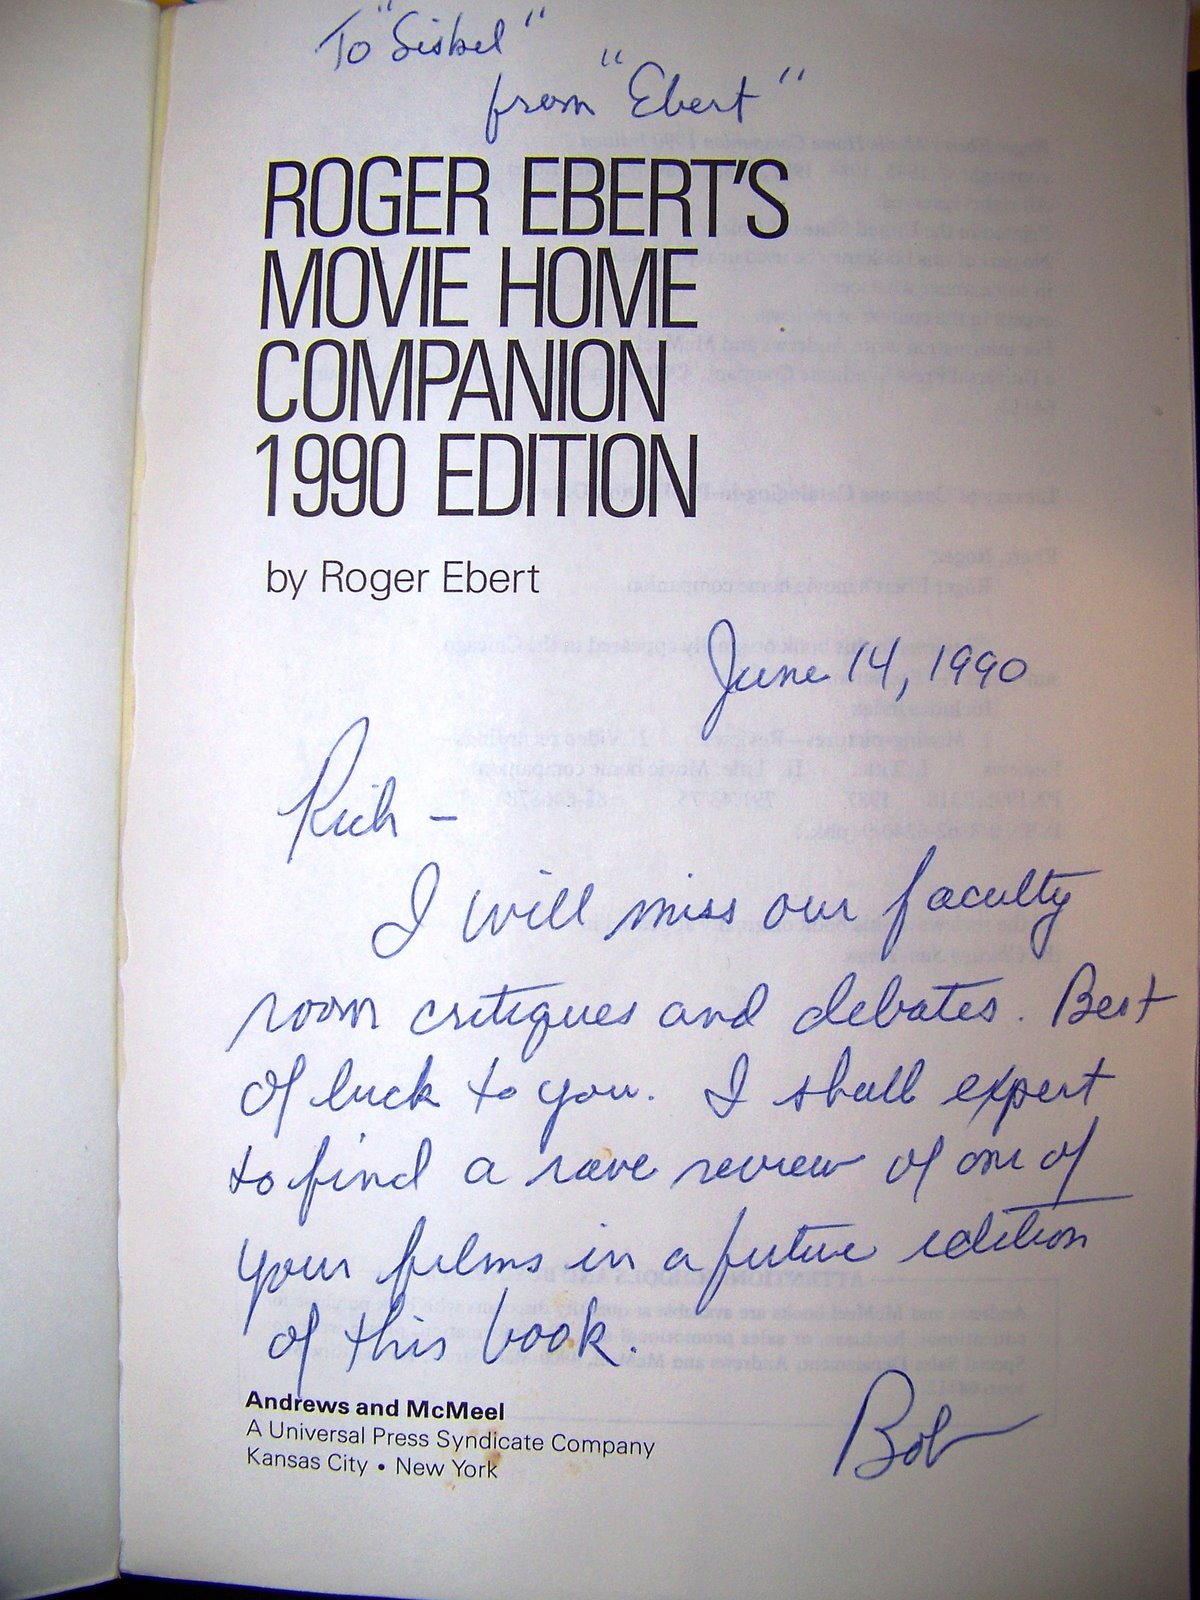 To "Siskel"
from "Ebert"
ROGER EBERT'S
MOVIE HOME
COMPANION
1990 EDITION
by Roger Ebert
June 14, 1990
Rich –
I will miss our faculty
room critiques and debates. Best
of luck to you. I shall expect
to find a rave review of one of
your films in a future edition
of this book.
Bob
Andrews and McMeel
A Universal Press Syndicate Company
Kansas City • New York